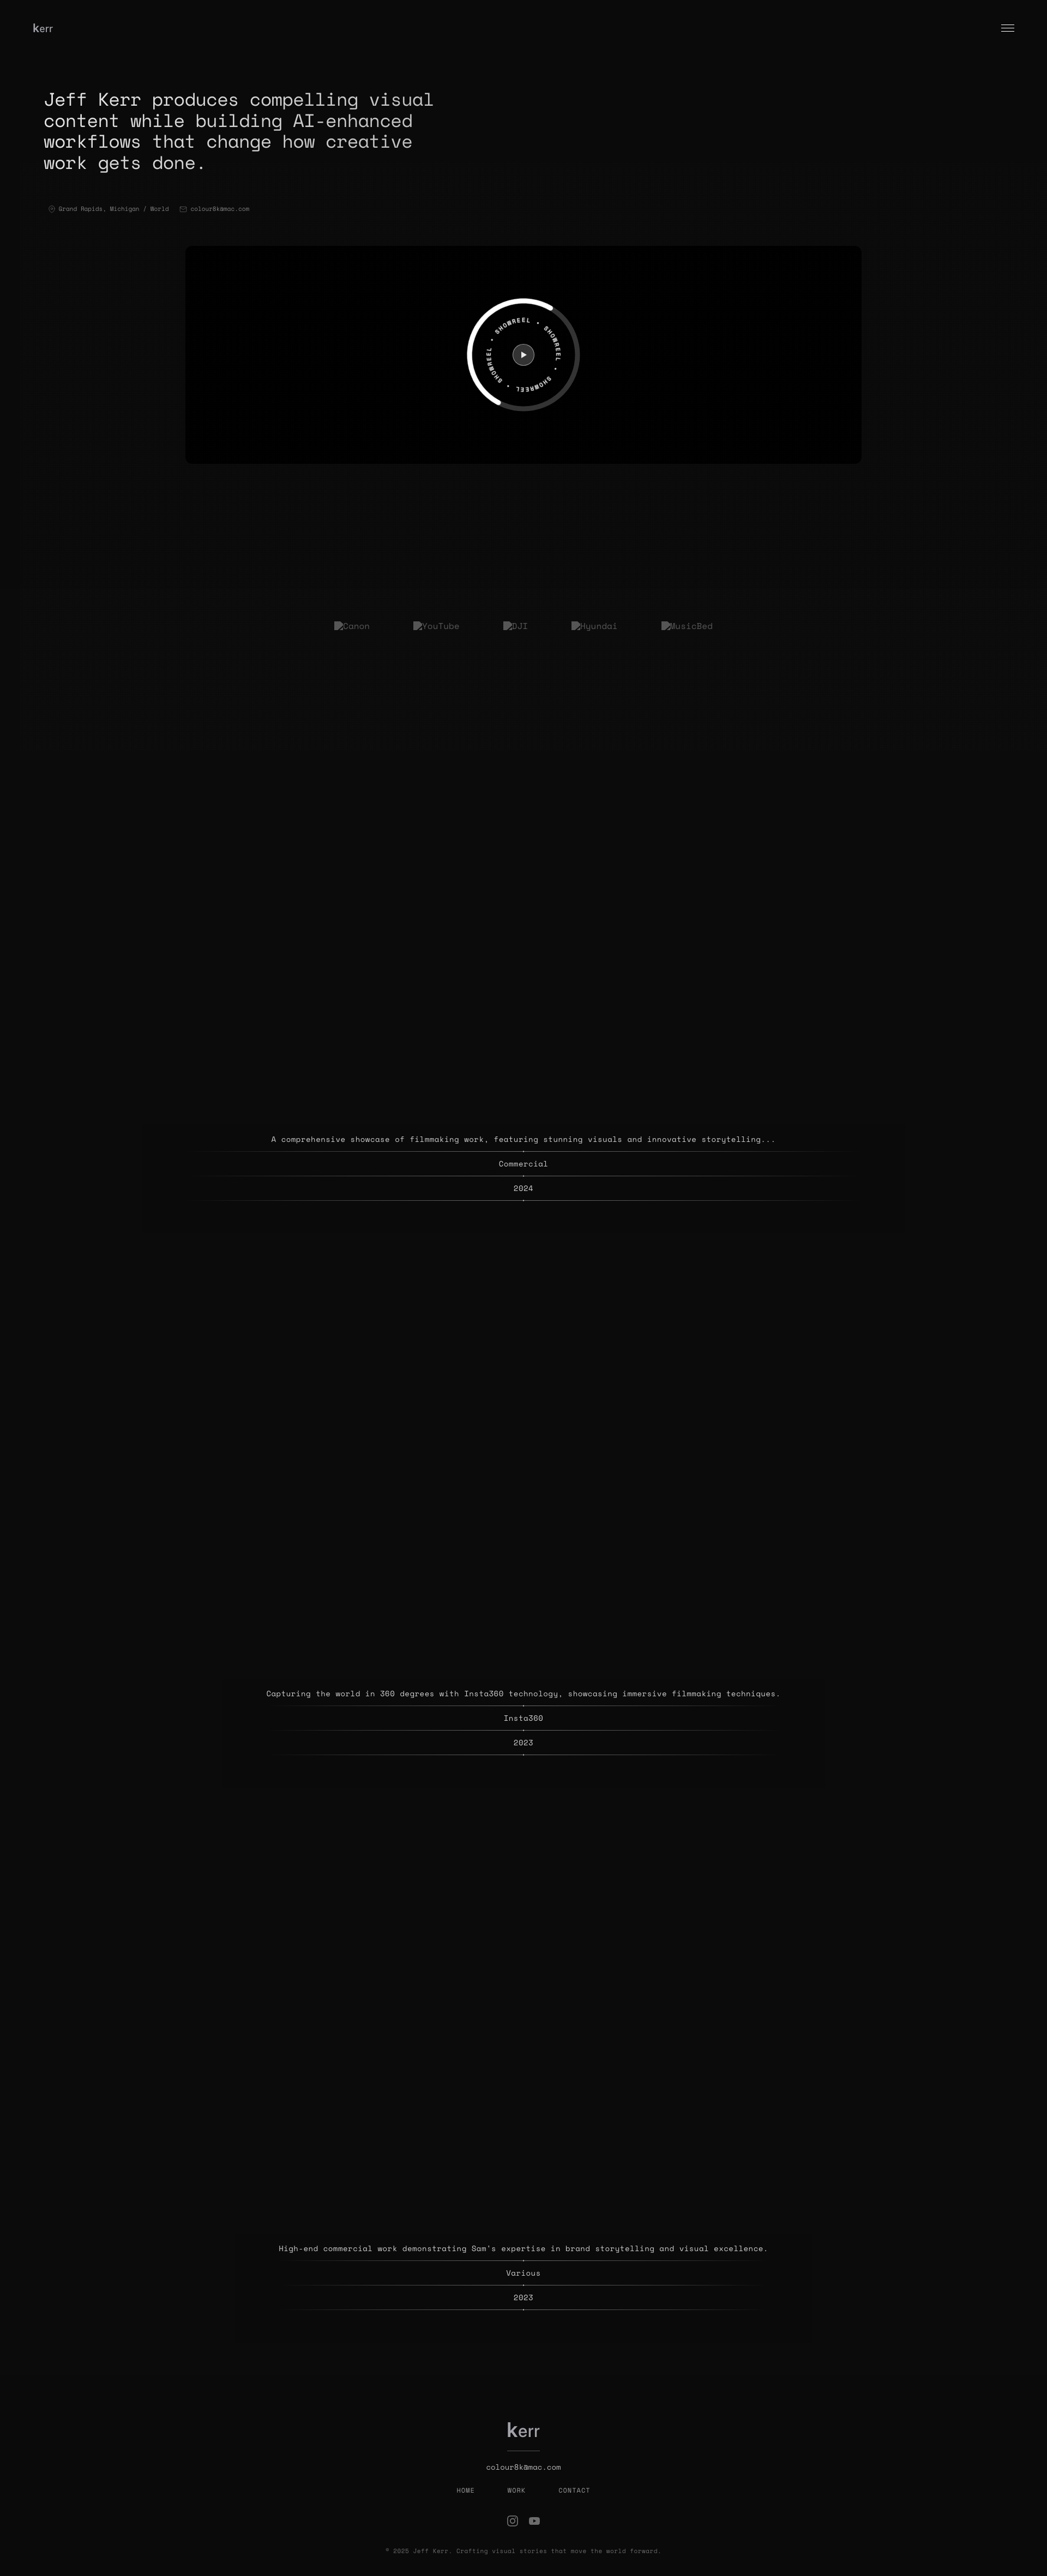 kerr
Jeff Kerr produces compelling visual
content while building AI-enhanced
workflows that change how creative
work gets done.
Grand Rapids, Michigan / World colour8k@mac.com
SHOWREEL • SHOWREEL • SHOWREEL • SHOWREEL •
Canon YouTube DJI Hyundai MusicBed
A comprehensive showcase of filmmaking work, featuring stunning visuals and innovative storytelling...
Commercial
2024
Capturing the world in 360 degrees with Insta360 technology, showcasing immersive filmmaking techniques.
Insta360
2023
High-end commercial work demonstrating Sam's expertise in brand storytelling and visual excellence.
Various
2023
kerr
colour8k@mac.com
HOME WORK CONTACT
© 2025 Jeff Kerr. Crafting visual stories that move the world forward.